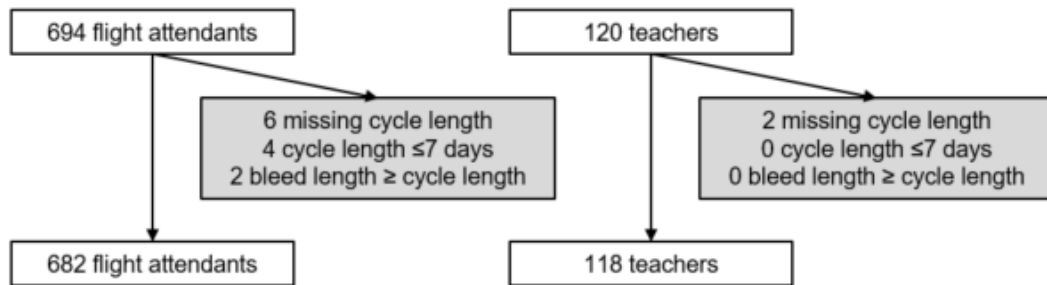 694 flight attendants
120 teachers
6 missing cycle length
4 cycle length ≤7 days
2 bleed length ≥ cycle length
2 missing cycle length
0 cycle length ≤7 days
0 bleed length ≥ cycle length
682 flight attendants
118 teachers